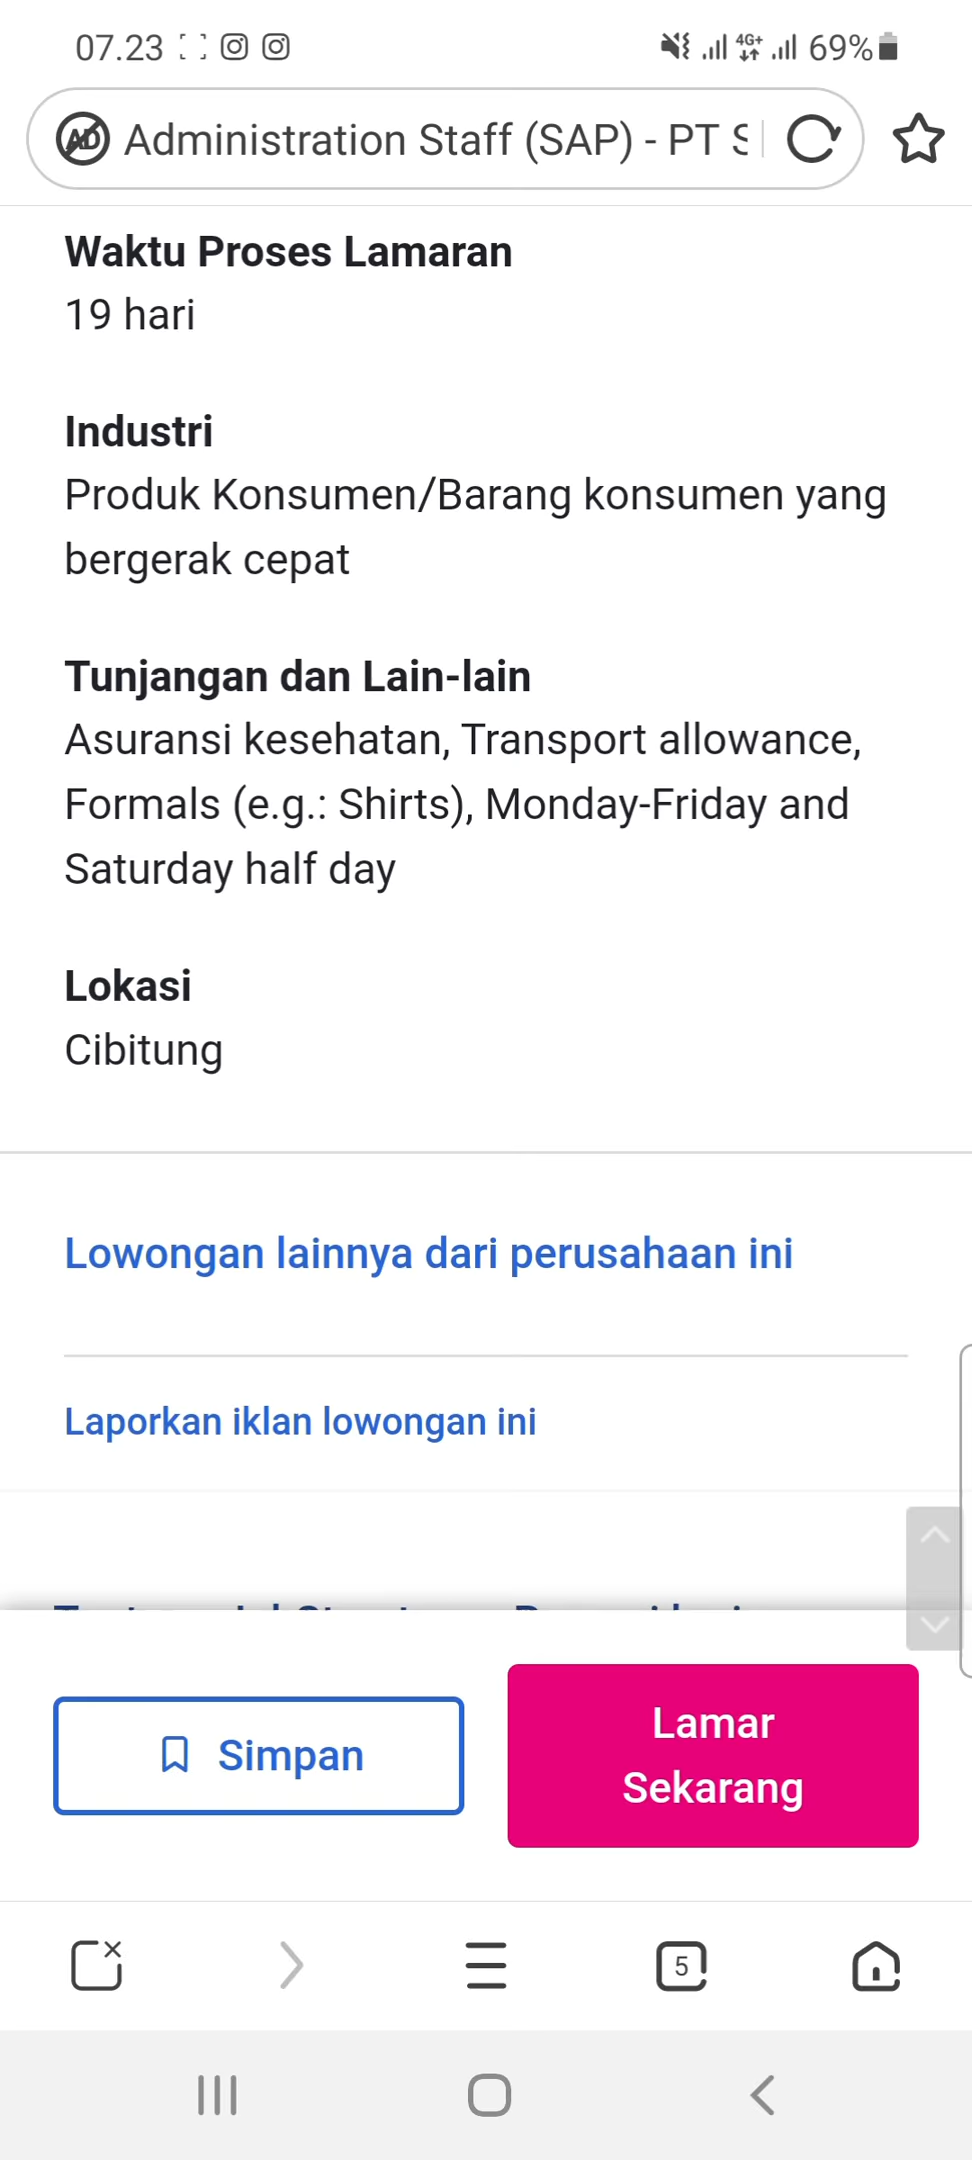 07.23
4G+
69%
Administration Staff (SAP) - PT S
Waktu Proses Lamaran
19 hari
Industri
Produk Konsumen/Barang konsumen yang
bergerak cepat
Tunjangan dan Lain-lain
Asuransi kesehatan, Transport allowance,
Formals (e.g.: Shirts), Monday-Friday and
Saturday half day
Lokasi
Cibitung
Lowongan lainnya dari perusahaan ini
Laporkan iklan lowongan ini
Simpan
Lamar
Sekarang
5